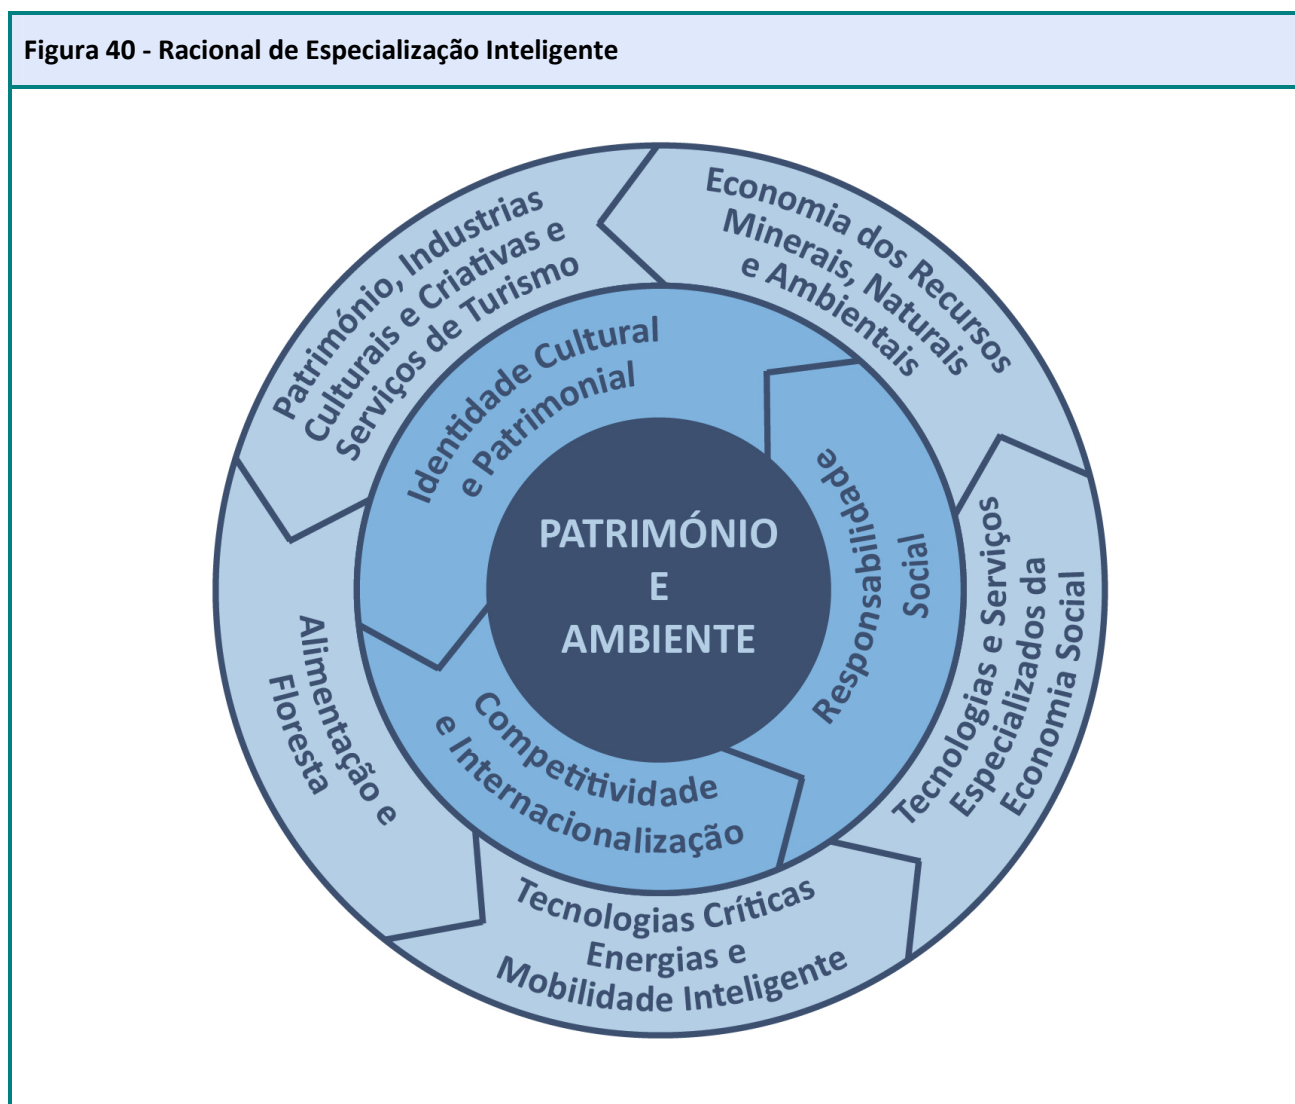 Figura 40 - Racional de Especialização Inteligente
Património, Industrias
Culturais e Criativas e
Serviços de Turismo
Economia dos Recursos
Minerais, Naturais
e Ambientais
Identidade Cultural
e Patrimonial
Responsabilidade
Social
PATRIMÓNIO
E
AMBIENTE
Tecnologias e Serviços
Especializados da
Economia Social
Alimentação e
Floresta
Competitividade
e Internacionalização
Tecnologias Críticas
Energias e
Mobilidade Inteligente